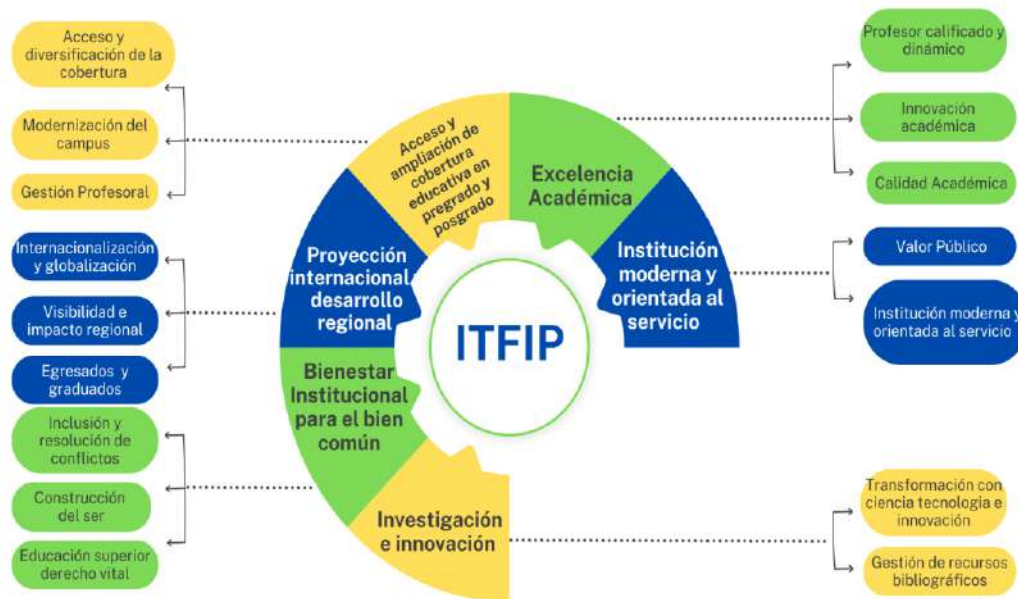 Acceso y
diversificación de la
cobertura
Modernización del
campus
Gestión Profesoral
Internacionalización
y globalización
Visibilidad e
impacto regional
Egresados y
graduados
Inclusión y
resolución de
conflictos
Construcción
del ser
Educación superior
derecho vital
Acceso y
ampliación de
cobertura
educativa en
pregrado y
posgrado
Excelencia
Académica
Proyección
internacional,
desarrollo
regional
Institución
moderna y
orientada al
servicio
ITFIP
Bienestar
Institucional
para el bien
común
Investigación
e innovación
Profesor calificado y
dinámico
Innovación
académica
Calidad Académica
Valor Público
Institución moderna y
orientada al servicio
Transformación con
ciencia tecnologia e
innovación
Gestión de recursos
bibliográficos